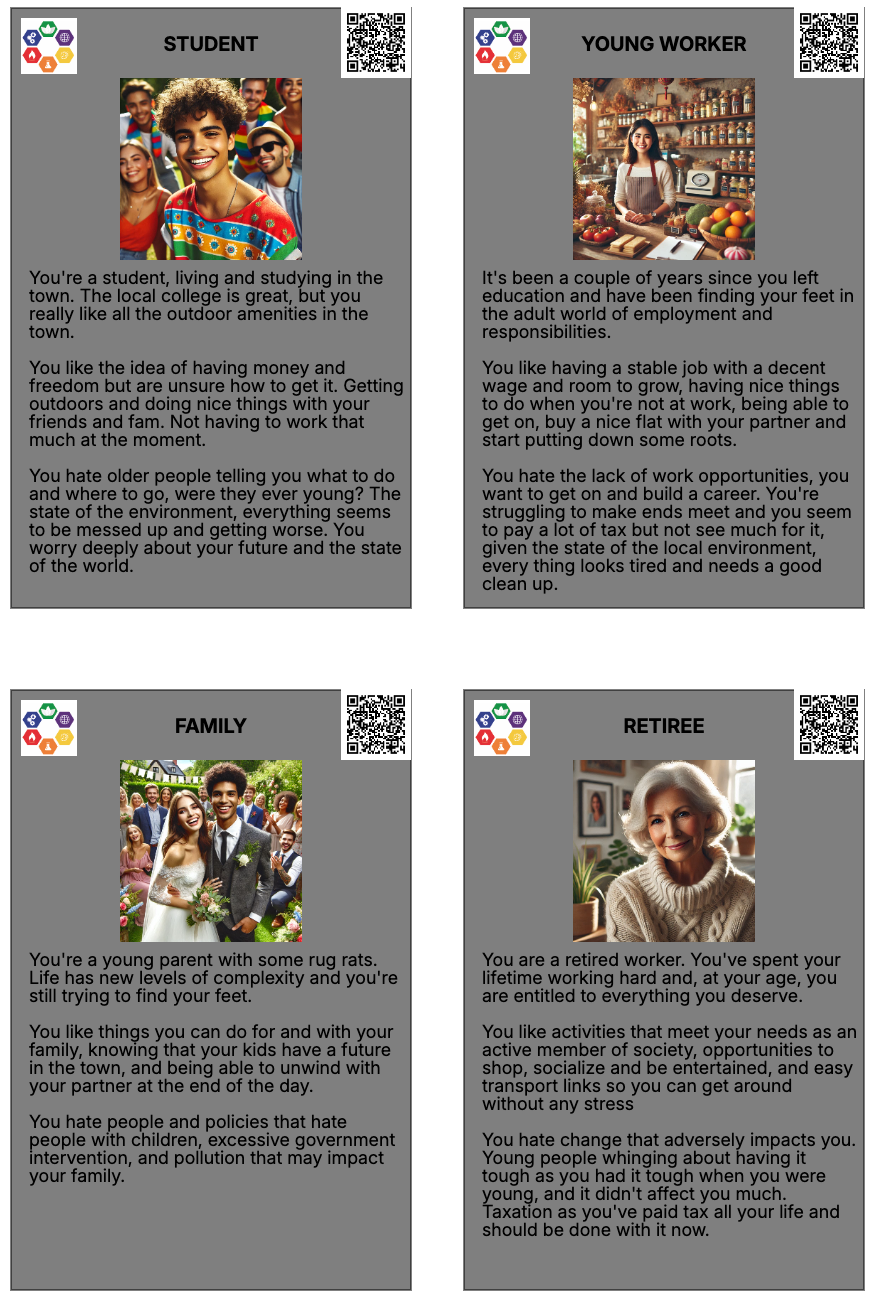 STUDENT
You're a student, living and studying in the
town. The local college is great, but you
really like all the outdoor amenities in the
town.
You like the idea of having money and
freedom but are unsure how to get it. Getting
outdoors and doing nice things with your
friends and fam. Not having to work that
much at the moment.
You hate older people telling you what to do
and where to go, were they ever young? The
state of the environment, everything seems
to be messed up and getting worse. You
worry deeply about your future and the state
of the world.
YOUNG WORKER
It's been a couple of years since you left
education and have been finding your feet in
the adult world of employment and
responsibilities.
You like having a stable job with a decent
wage and room to grow, having nice things
to do when you're not at work, being able to
get on, buy a nice flat with your partner and
start putting down some roots.
You hate the lack of work opportunities, you
want to get on and build a career. You're
struggling to make ends meet and you seem
to pay a lot of tax but not see much for it,
given the state of the local environment,
every thing looks tired and needs a good
clean up.
FAMILY
You're a young parent with some rug rats.
Life has new levels of complexity and you're
still trying to find your feet.
You like things you can do for and with your
family, knowing that your kids have a future
in the town, and being able to unwind with
your partner at the end of the day.
You hate people and policies that hate
people with children, excessive government
intervention, and pollution that may impact
your family.
RETIREE
You are a retired worker. You've spent your
lifetime working hard and, at your age, you
are entitled to everything you deserve.
You like activities that meet your needs as an
active member of society, opportunities to
shop, socialize and be entertained, and easy
transport links so you can get around
without any stress
You hate change that adversely impacts you.
Young people whinging about having it
tough as you had it tough when you were
young, and it didn't affect you much.
Taxation as you've paid tax all your life and
should be done with it now.